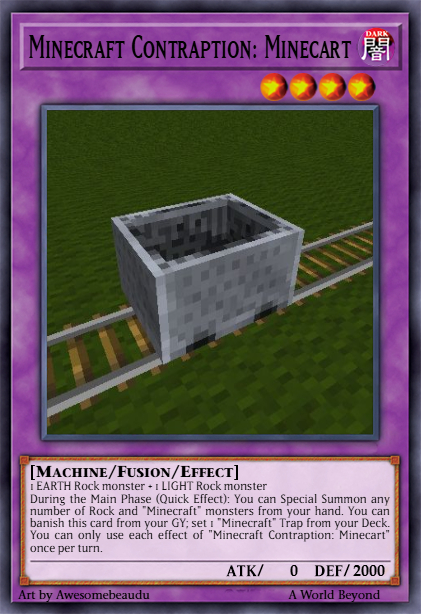 Minecraft Contraption: Minecart
DARK
闇
[Machine/Fusion/Effect]
1 EARTH Rock monster + 1 LIGHT Rock monster
During the Main Phase (Quick Effect): You can Special Summon any
number of Rock and "Minecraft" monsters from your hand. You can
banish this card from your GY; set 1 "Minecraft" Trap from your Deck.
You can only use each effect of "Minecraft Contraption: Minecart"
once per turn.
ATK/ 0 DEF/2000
Art by Awesomebeaudu A World Beyond